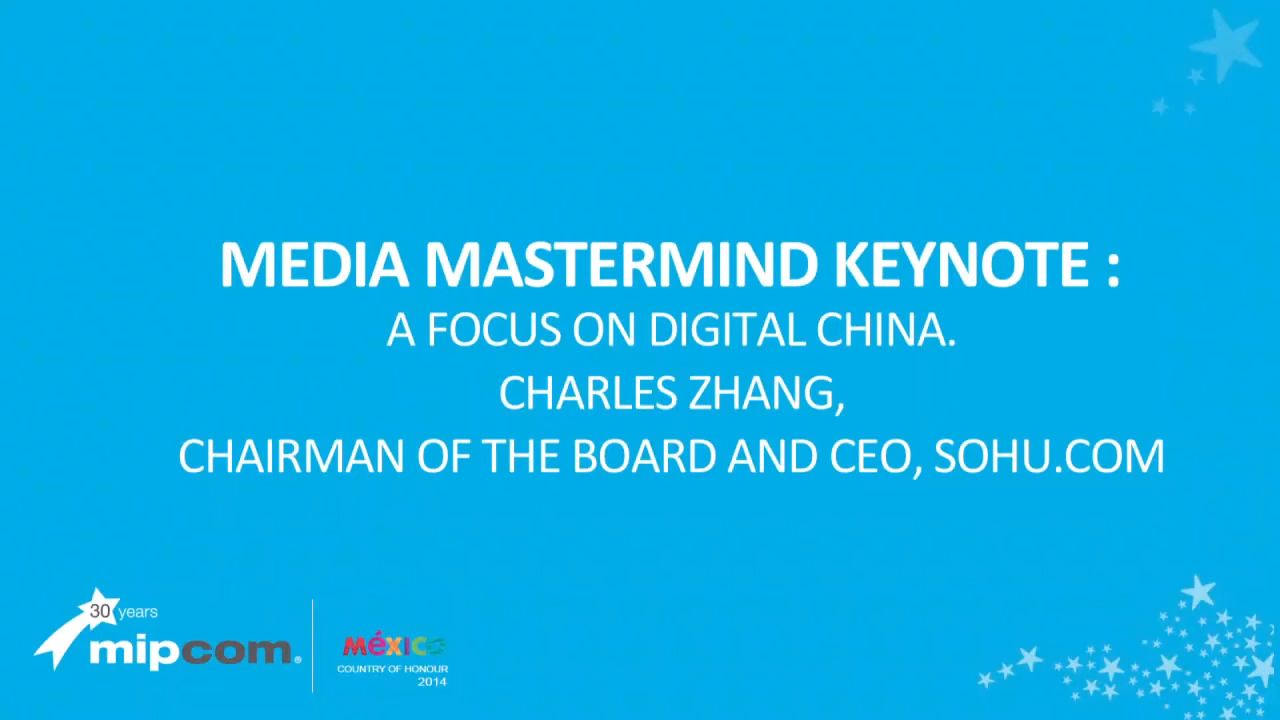 MEDIA MASTERMIND KEYNOTE :
A FOCUS ON DIGITAL CHINA.
CHARLES ZHANG,
CHAIRMAN OF THE BOARD AND CEO, SOHU.COM
30 years
mipcom®
MéXICO
COUNTRY OF HONOUR
2014